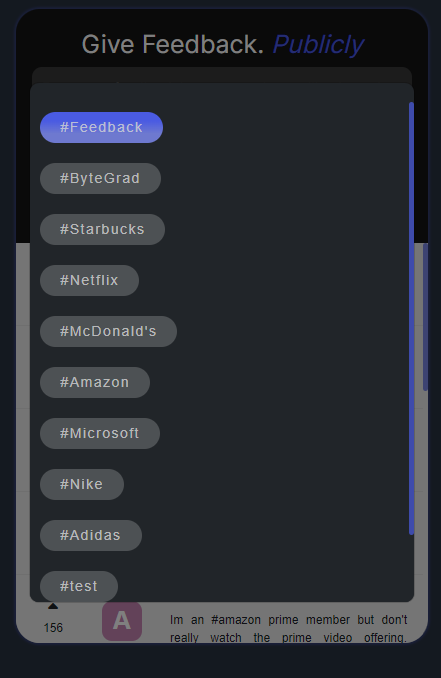 Give Feedback. Publicly
#Feedback
#ByteGrad
#Starbucks
#Netflix
#McDonald's
#Amazon
#Microsoft
#Nike
#Adidas
#test
156
A
Im an #amazon prime member but don't
really watch the prime video offering.